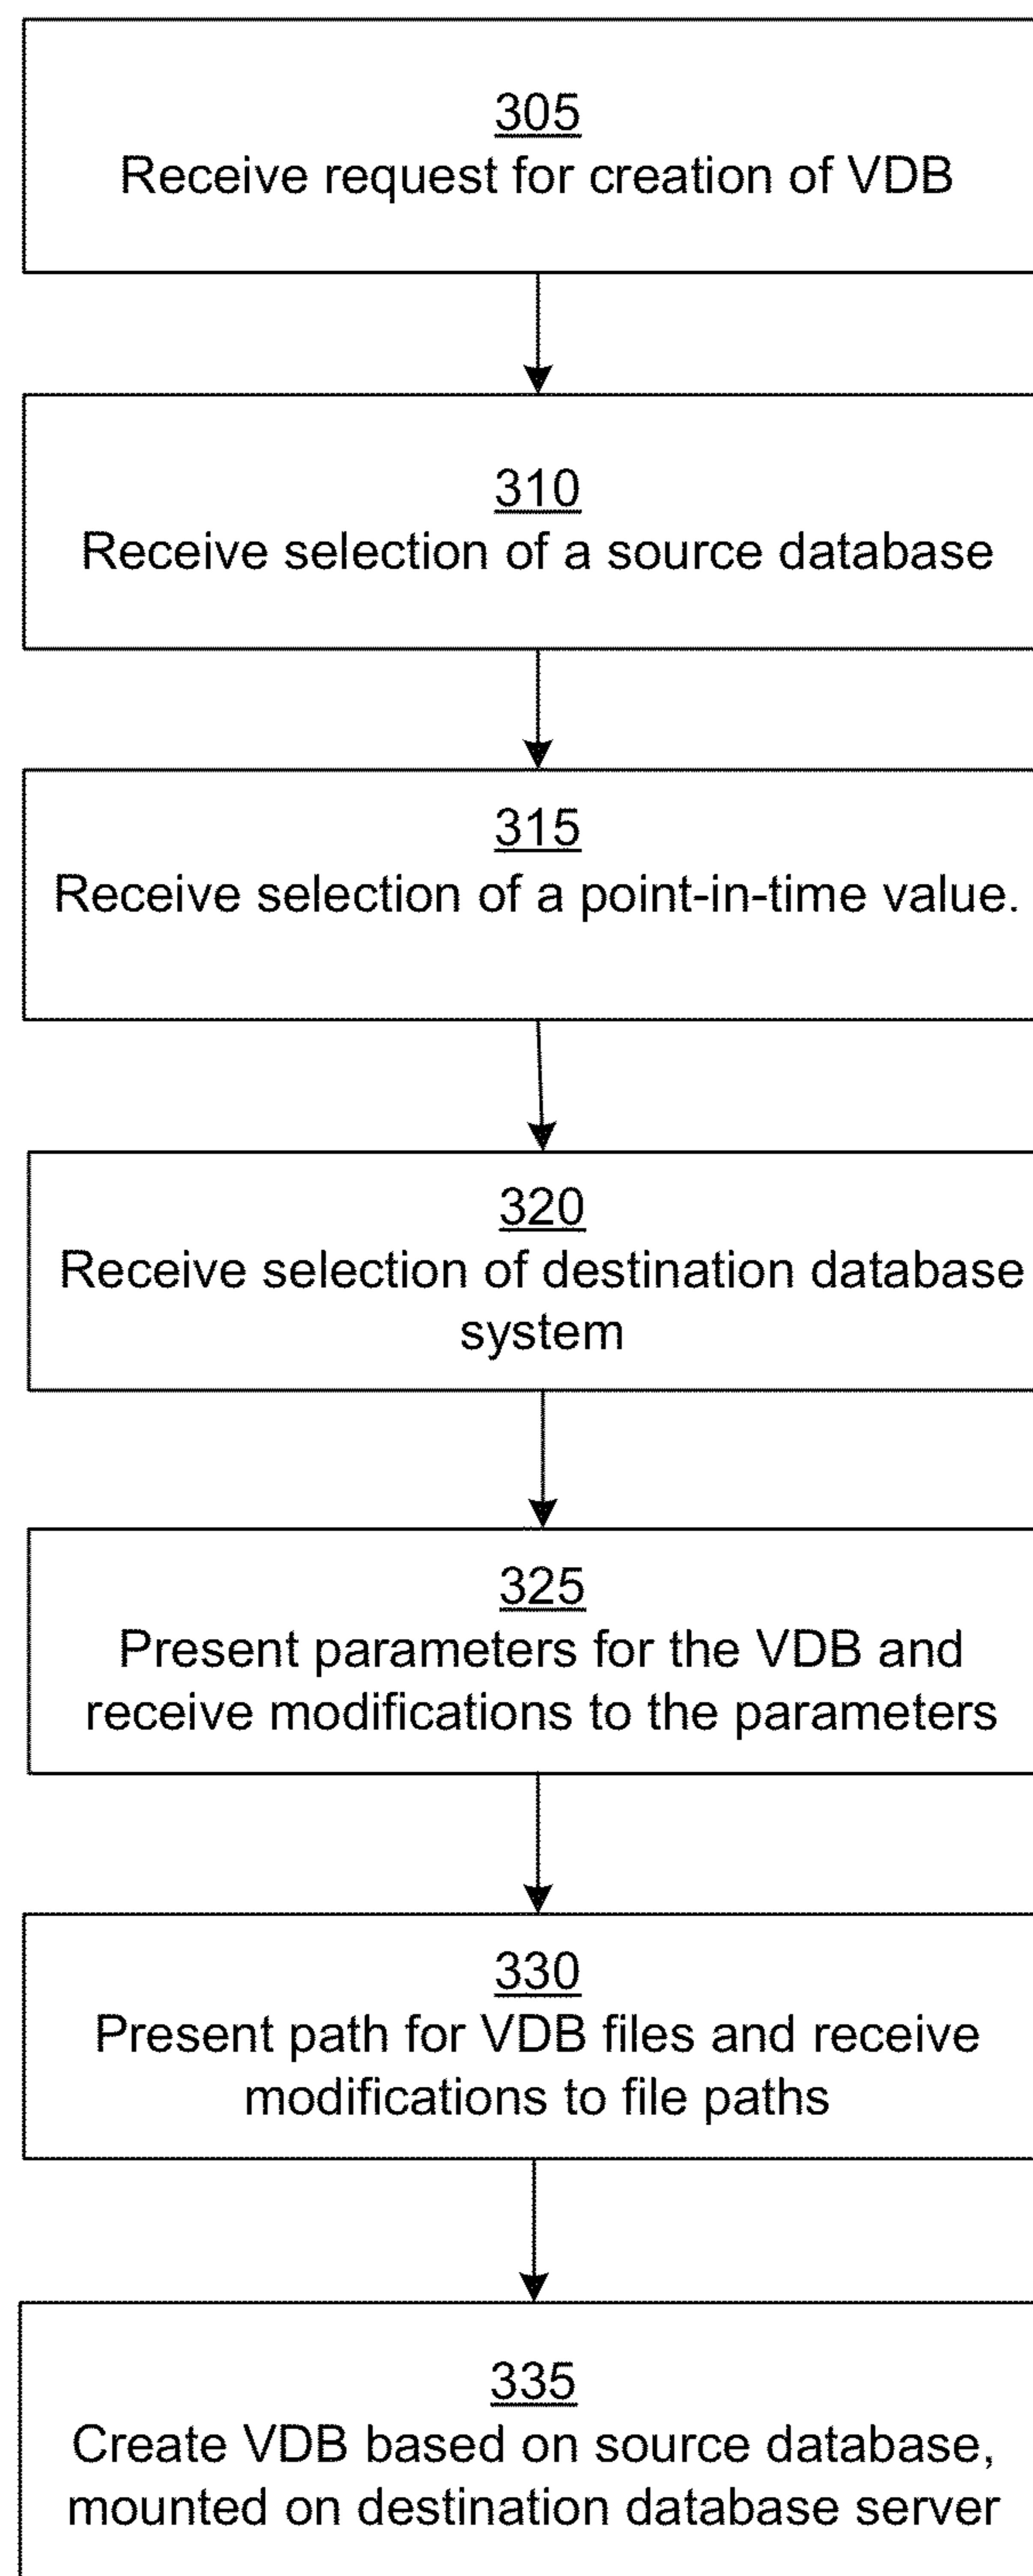 305
Receive request for creation of VDB
310
Receive selection of a source database
315
Receive selection of a point-in-time value.
320
Receive selection of destination database
system
325
Present parameters for the VDB and
receive modifications to the parameters
330
Present path for VDB files and receive
modifications to file paths
335
Create VDB based on source database,
mounted on destination database server